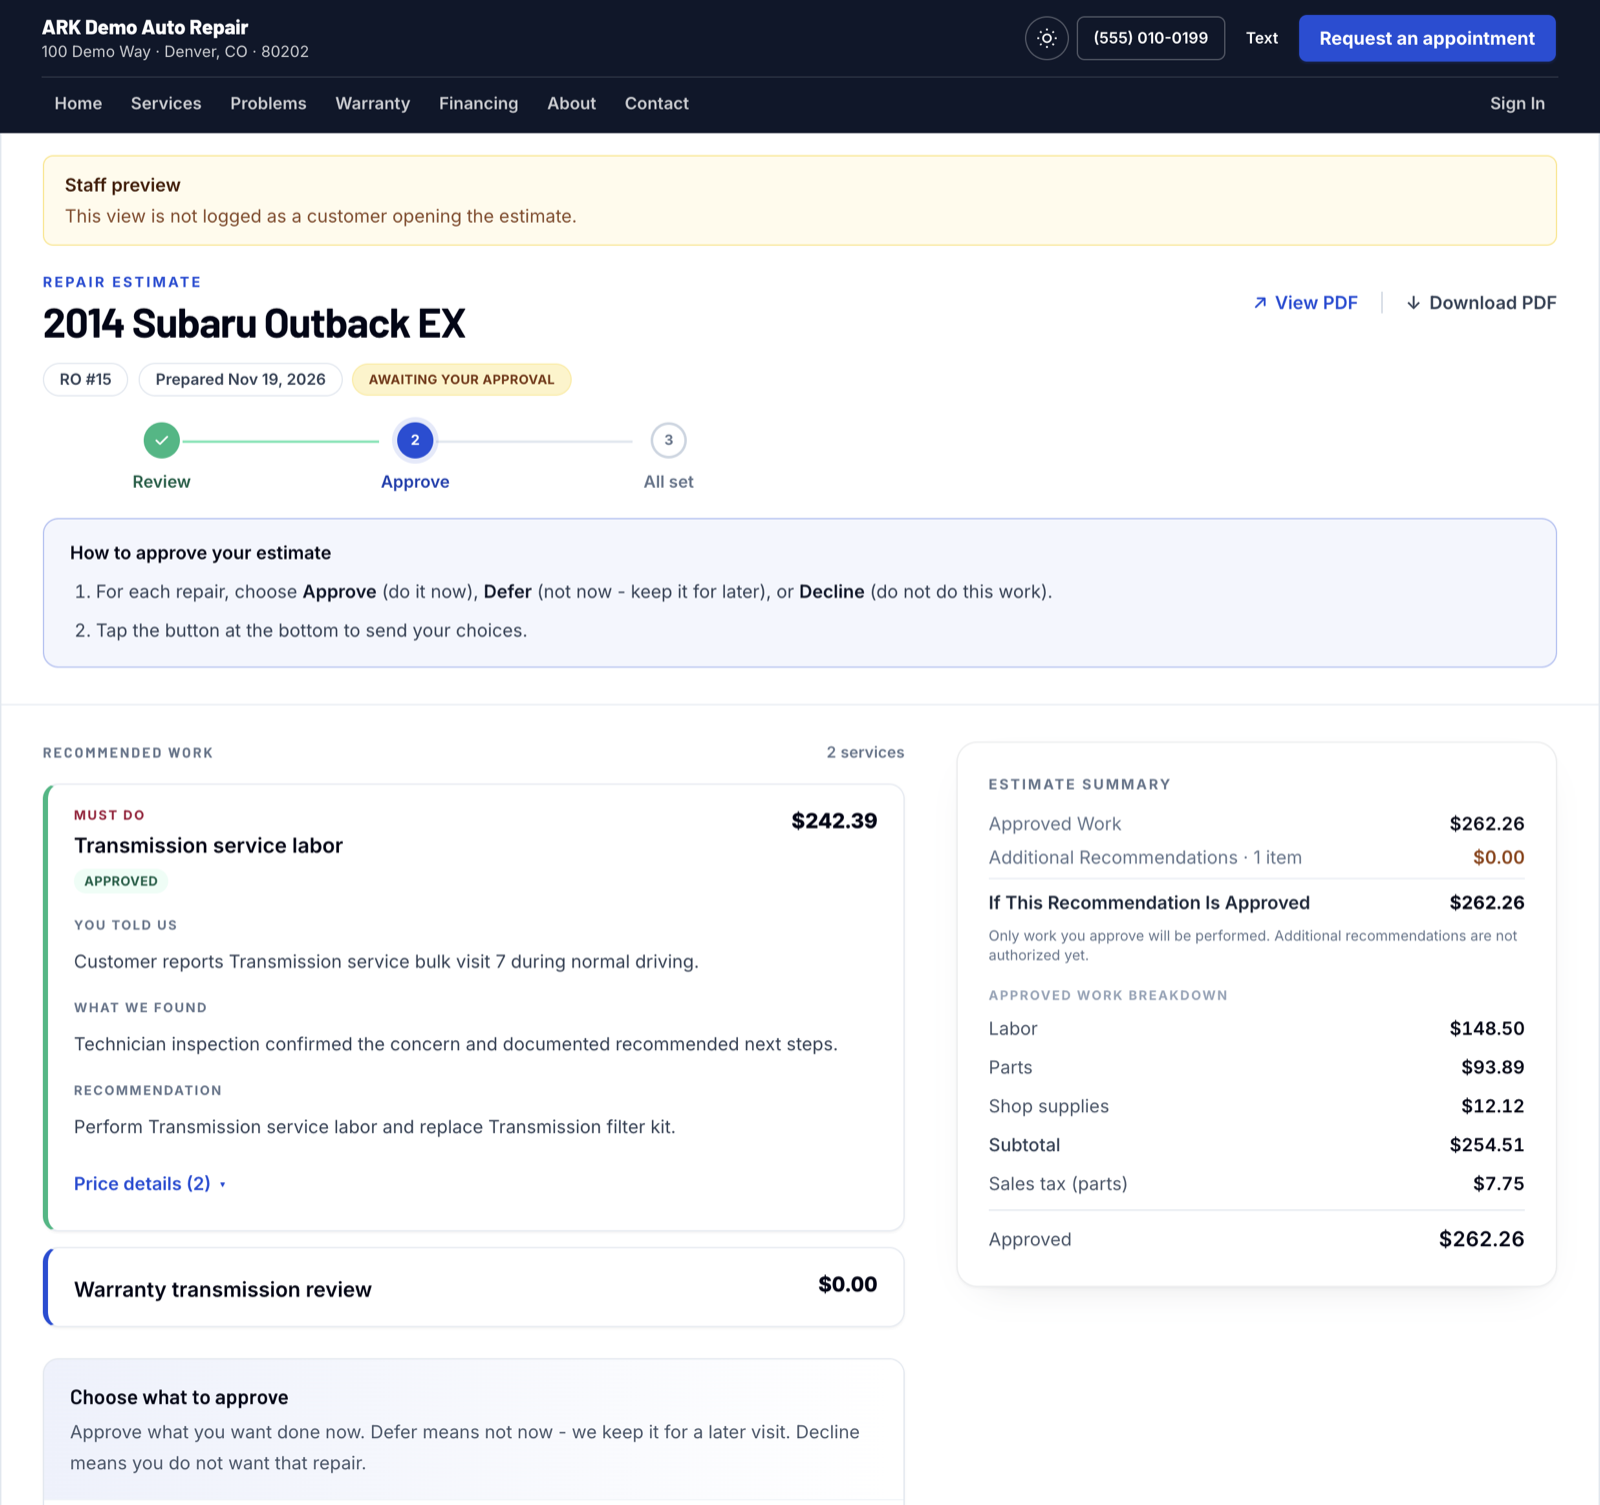 ARK Demo Auto Repair
100 Demo Way · Denver, CO · 80202
(555) 010-0199
Text
Request an appointment
Home
Services
Problems
Warranty
Financing
About
Contact
Sign In
Staff preview
This view is not logged as a customer opening the estimate.
REPAIR ESTIMATE
2014 Subaru Outback EX
↗ View PDF
↓ Download PDF
RO #15
Prepared Nov 19, 2026
AWAITING YOUR APPROVAL
2
3
Review
Approve
All set
How to approve your estimate
1. For each repair, choose Approve (do it now), Defer (not now - keep it for later), or Decline (do not do this work).
2. Tap the button at the bottom to send your choices.
RECOMMENDED WORK
2 services
MUST DO
Transmission service labor
$242.39
APPROVED
YOU TOLD US
Customer reports Transmission service bulk visit 7 during normal driving.
WHAT WE FOUND
Technician inspection confirmed the concern and documented recommended next steps.
RECOMMENDATION
Perform Transmission service labor and replace Transmission filter kit.
Price details (2) ▾
Warranty transmission review
$0.00
Choose what to approve
Approve what you want done now. Defer means not now - we keep it for a later visit. Decline
means you do not want that repair.
ESTIMATE SUMMARY
Approved Work $262.26
Additional Recommendations · 1 item $0.00
If This Recommendation Is Approved $262.26
Only work you approve will be performed. Additional recommendations are not
authorized yet.
APPROVED WORK BREAKDOWN
Labor $148.50
Parts $93.89
Shop supplies $12.12
Subtotal $254.51
Sales tax (parts) $7.75
Approved $262.26